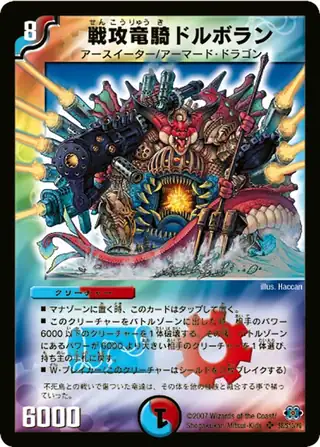 8
せんこうりゅうき
戦攻竜騎ドルボラン
アースイーター/アーマード・ドラゴン
illus. Haccan
クリーチャー
■ マナゾーンに置く時、このカードはタップして置く。
■ このクリーチャーをバトルゾーンに出した時、相手のパワー
6000以下のクリーチャーを1体破壊する。その後、バトルゾーン
にあるパワーが6000より大きい相手のクリーチャーを1体選び、
持ち主の手札に戻す。
■ W・ブレイカー(このクリーチャーはシールドを2枚ブレイクする)
不死鳥との戦いで傷ついた竜達は、その体を他の種族と融合する事で補って
いった。
6000
©2007 Wizards of the Coast/
Shogakukan, Mitsui-Kids